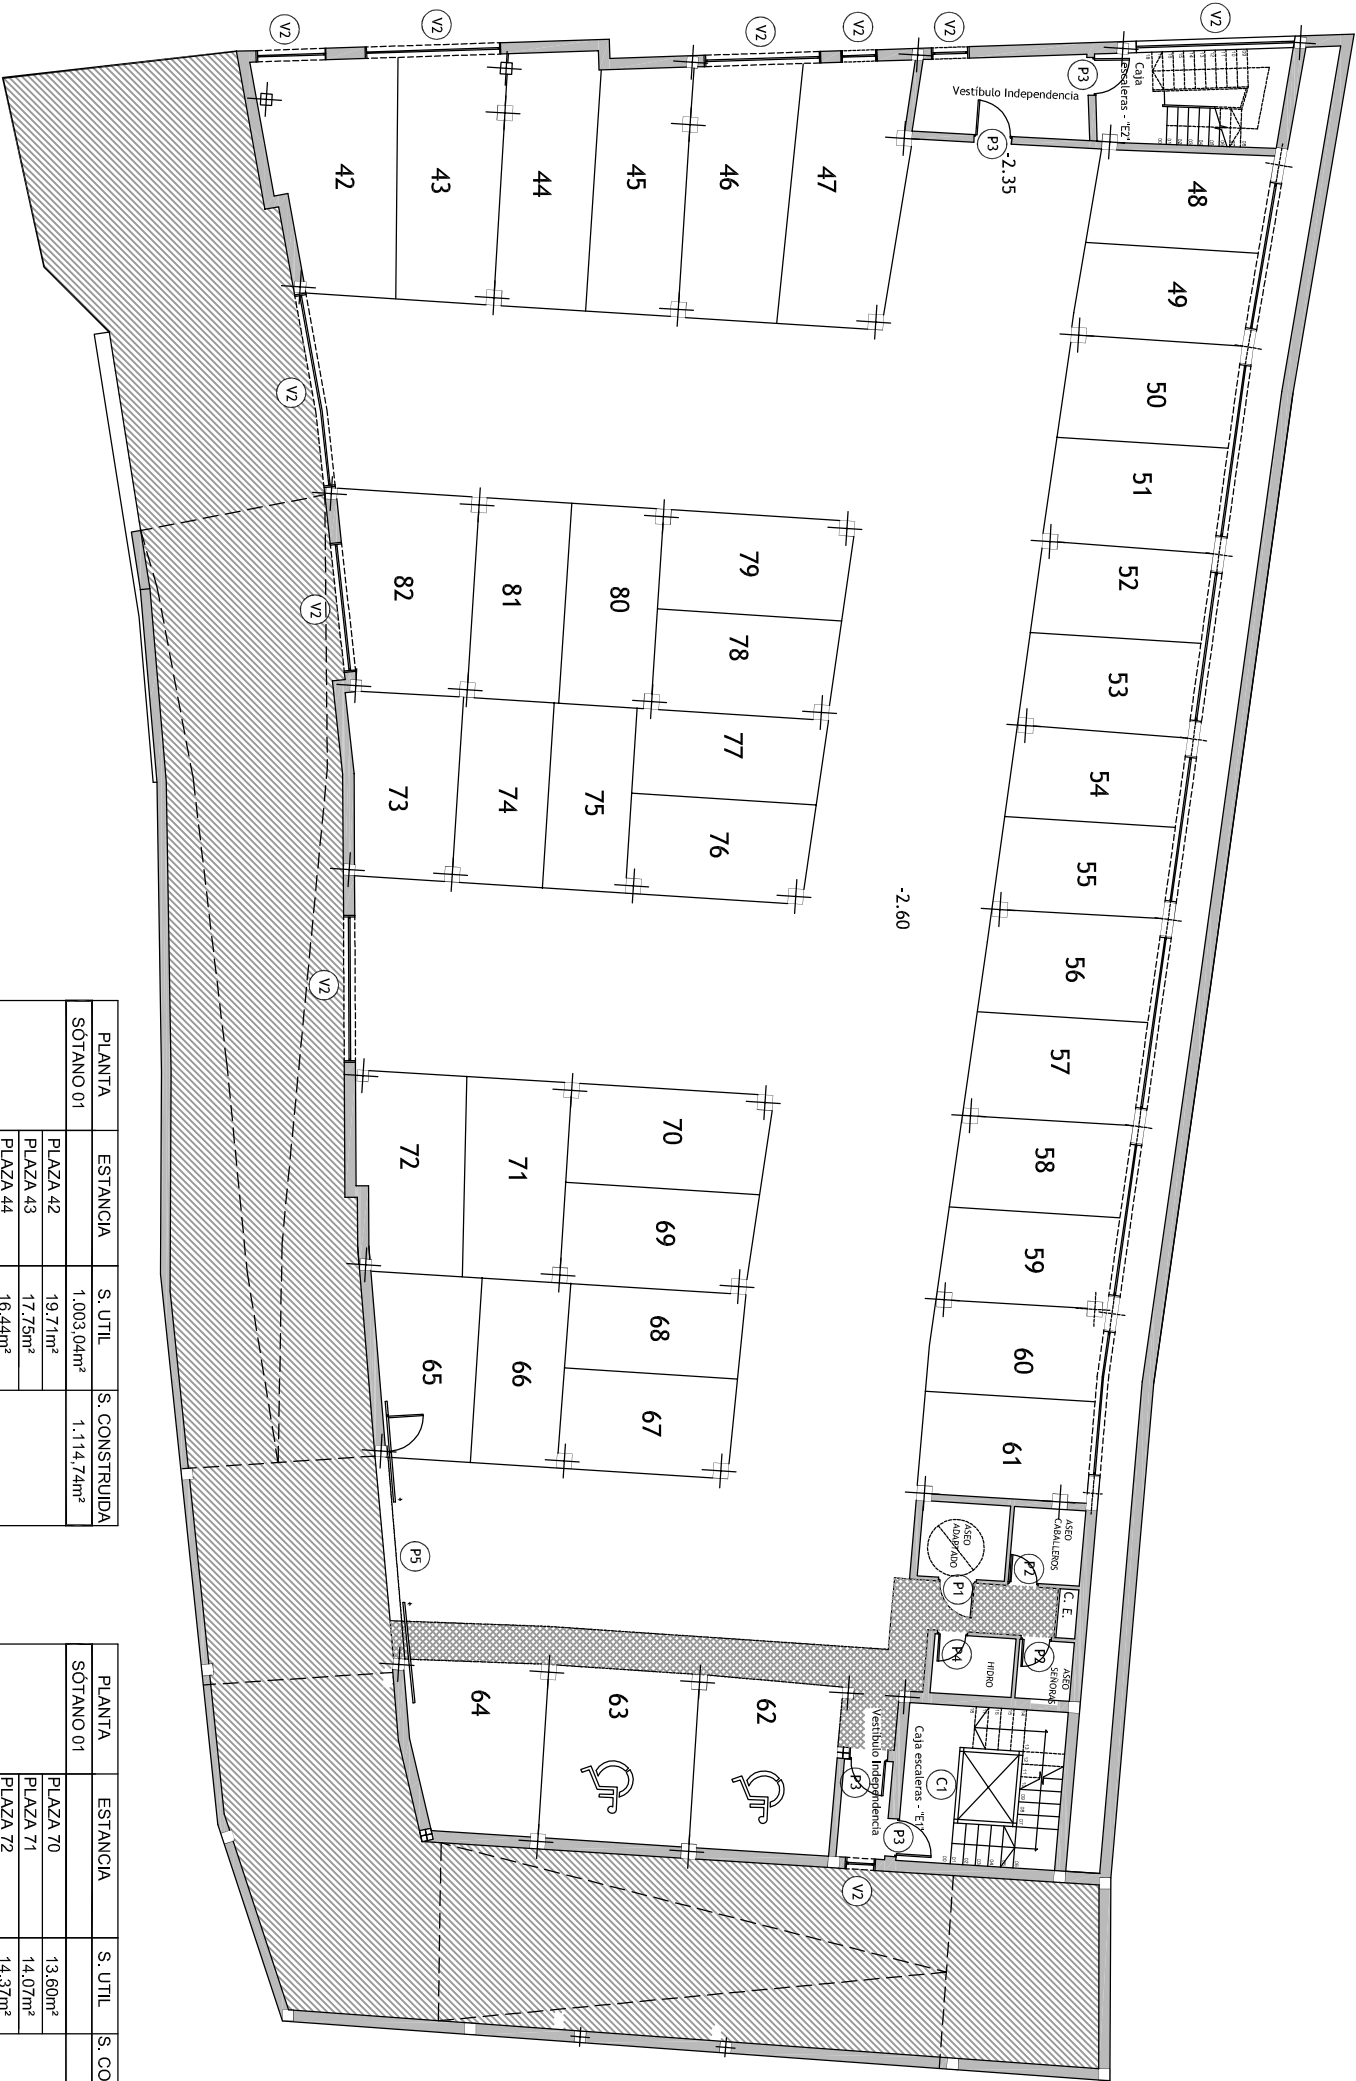 V2
V2
V2
V2
V2
V2
P3
Caja
escaleras - "E2"
Vestíbulo Independencia
P3
-2.35
42
43
44
45
46
47
48
49
50
51
52
53
54
55
56
57
58
59
60
61
V2
V2
V2
82
81
80
79
78
77
76
75
74
73
-2.60
72
71
70
69
68
67
66
65
P5
64
63
62
ASEO
ADAPTADO
ASEO
CABALLEROS
P2
P1
C. E.
P4
P2
HIDRO
ASEO
SEÑORAS
Vestíbulo Independencia
Caja escaleras - "E1"
C1
P3
P3
V2
PLANTA ESTANCIA S. UTIL S. CONSTRUIDA
SÓTANO 01 1.003,04m² 1.114,74m²
PLAZA 42 19.71m²
PLAZA 43 17.75m²
PLAZA 44 16.44m²
PLANTA ESTANCIA S. UTIL S. CO
SÓTANO 01
PLAZA 70 13.60m²
PLAZA 71 14.07m²
PLAZA 72 14.37m²